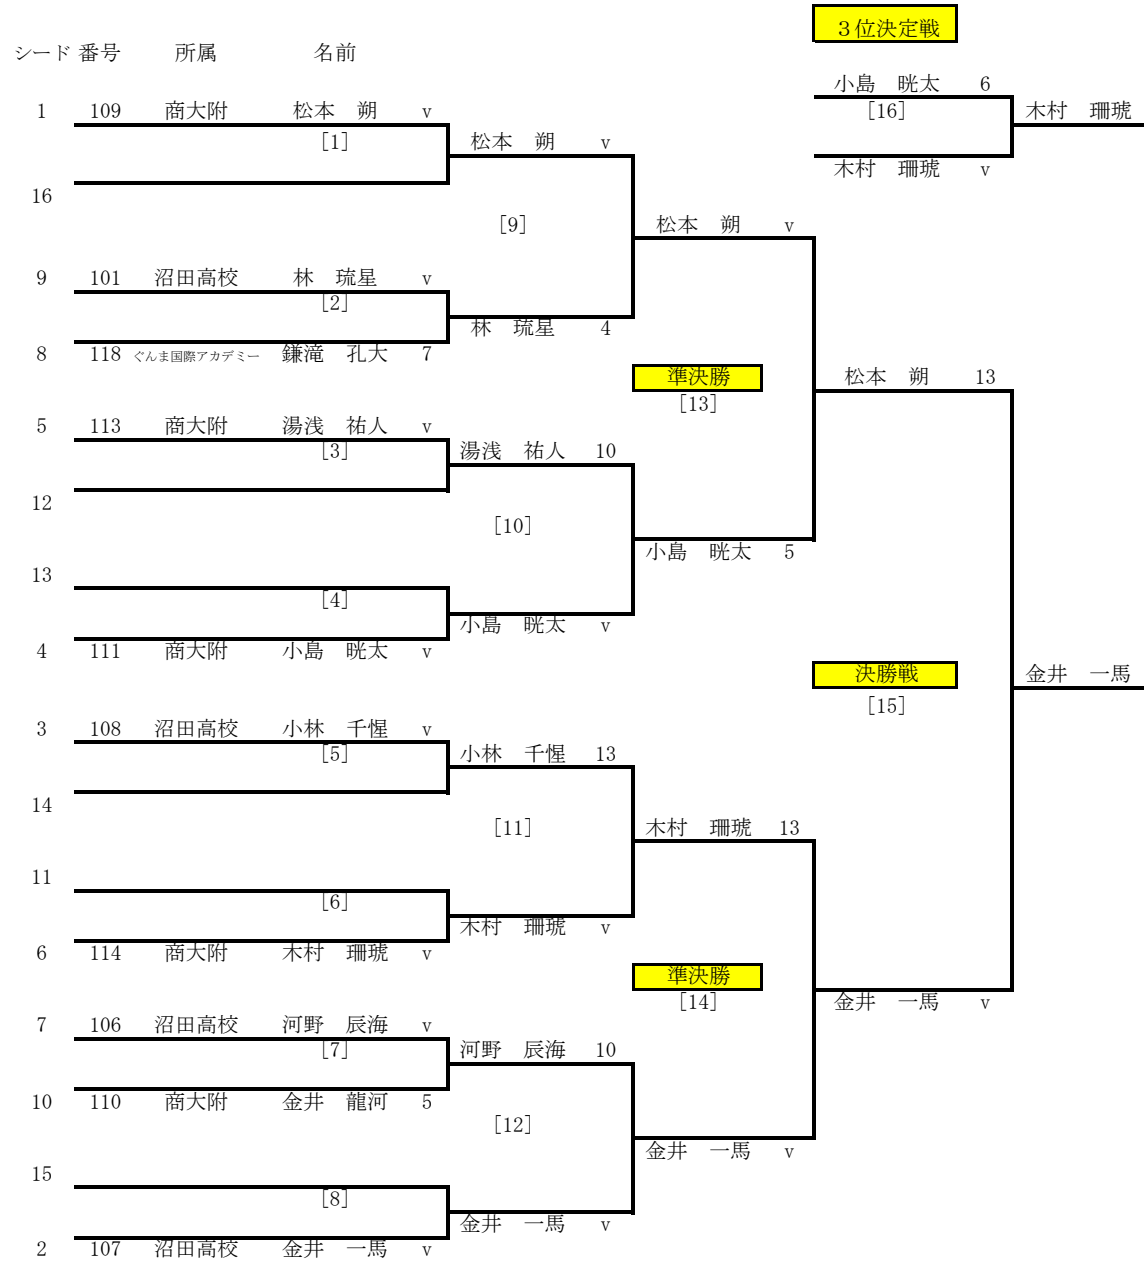 ３位決定戦
シード 番号 所属 名前
小島 晄太 6
1 109 商大附 松本 朔 v
[16]
木村 珊琥
[1]
松本 朔 v
木村 珊琥 v
16
[9]
松本 朔 v
9 101 沼田高校 林 琉星 v
[2]
林 琉星 4
8 118 ぐんま国際アカデミー 鎌滝 孔大 7
準決勝
松本 朔 13
[13]
5 113 商大附 湯浅 祐人 v
[3]
湯浅 祐人 10
12
[10]
小島 晄太 5
13
[4]
小島 晄太 v
4 111 商大附 小島 晄太 v
決勝戦
金井 一馬
[15]
3 108 沼田高校 小林 千惺 v
[5]
小林 千惺 13
14
[11]
木村 珊琥 13
11
[6]
木村 珊琥 v
6 114 商大附 木村 珊琥 v
準決勝
[14]
金井 一馬 v
7 106 沼田高校 河野 辰海 v
[7]
河野 辰海 10
10 110 商大附 金井 龍河 5
[12]
金井 一馬 v
15
[8]
金井 一馬 v
2 107 沼田高校 金井 一馬 v